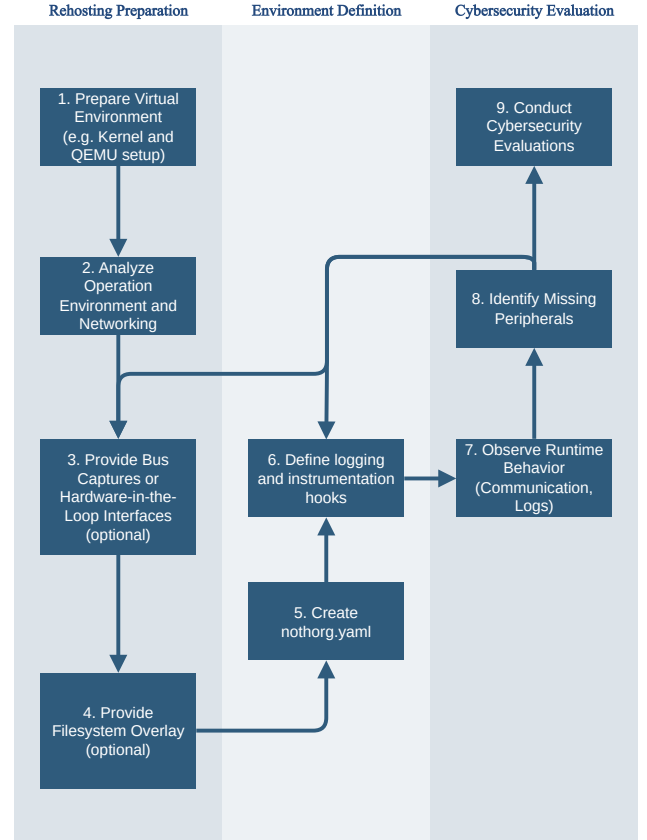 Rehosting Preparation
Environment Definition
Cybersecurity Evaluation
1. Prepare Virtual
Environment
(e.g. Kernel and
QEMU setup)
2. Analyze
Operation
Environment and
Networking
3. Provide Bus
Captures or
Hardware-in-the-
Loop Interfaces
(optional)
4. Provide
Filesystem Overlay
(optional)
5. Create
nothorg.yaml
6. Define logging
and instrumentation
hooks
7. Observe Runtime
Behavior
(Communication,
Logs)
8. Identify Missing
Peripherals
9. Conduct
Cybersecurity
Evaluations